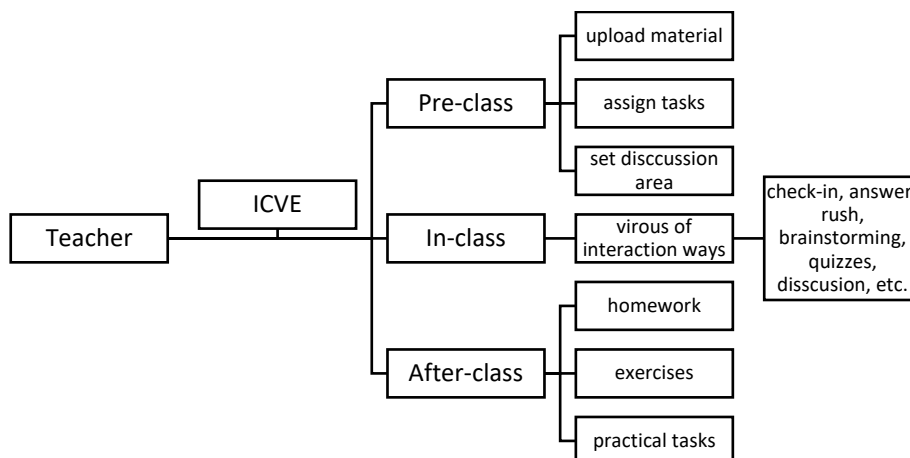 Teacher
ICVE
Pre-class
upload material
assign tasks
set disccussion
area
In-class
virous of
interaction ways
check-in, answer
rush,
brainstorming,
quizzes,
disscusion, etc.
After-class
homework
exercises
practical tasks